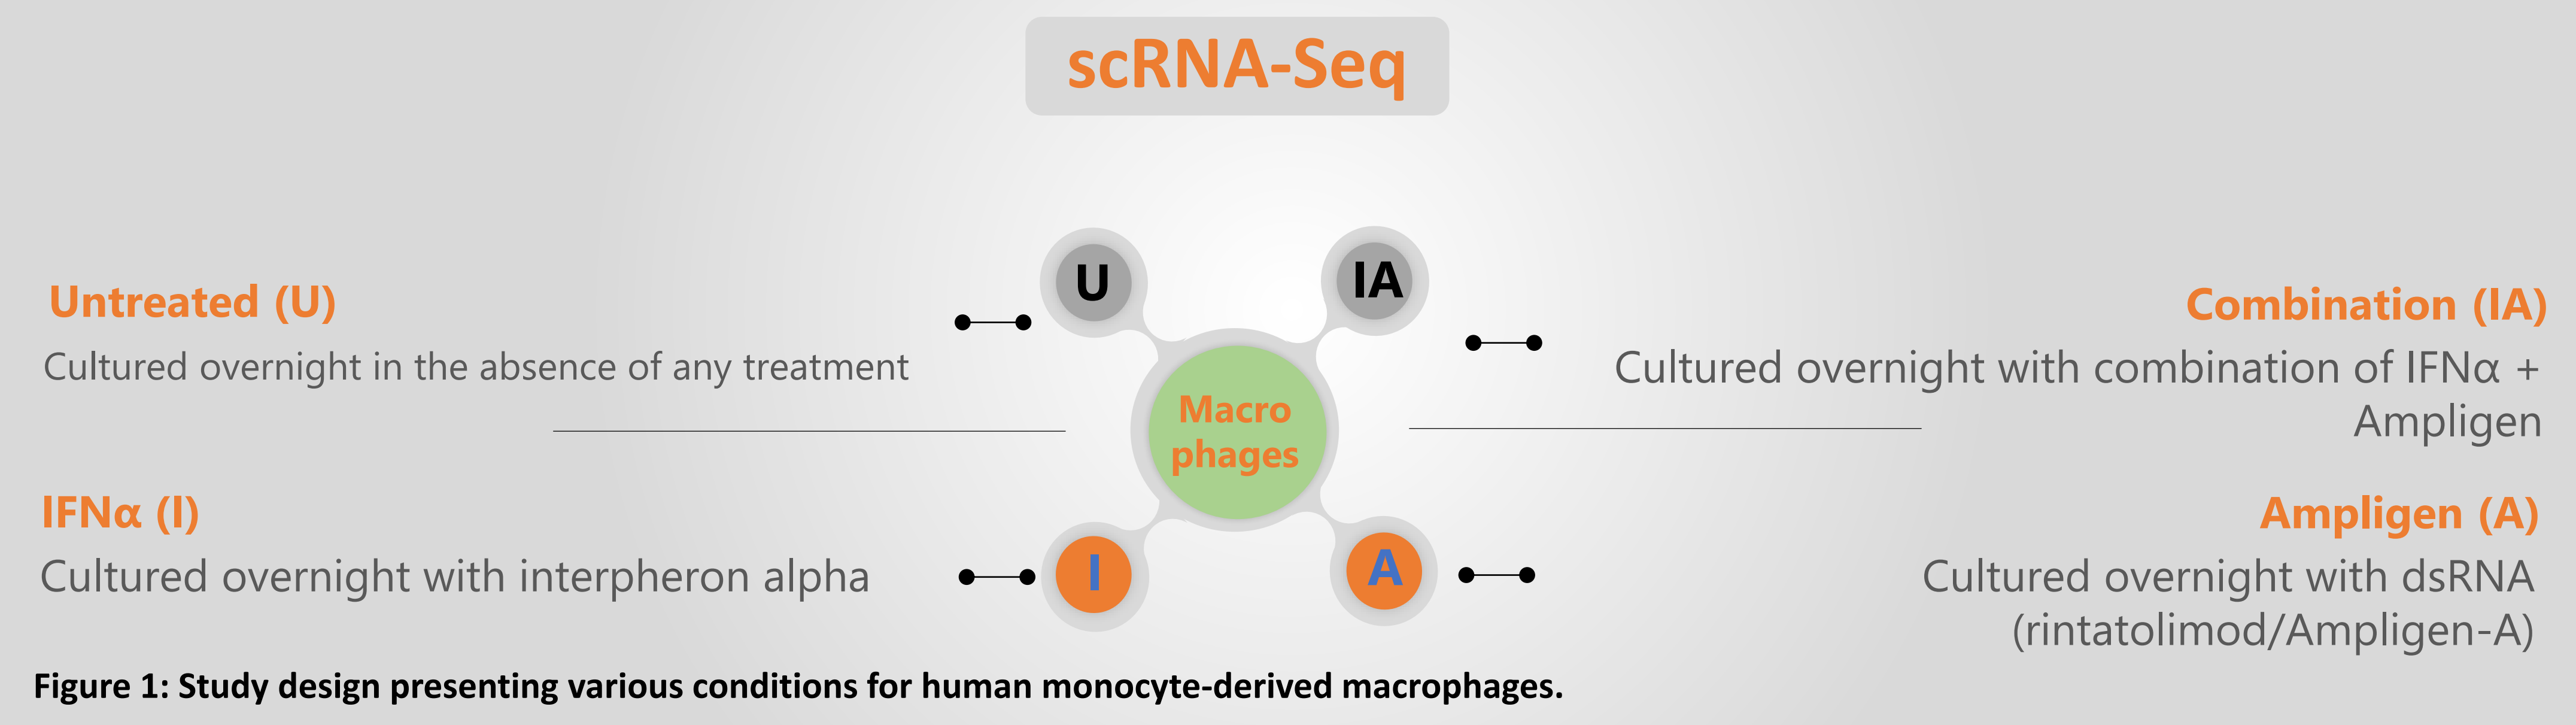 scRNA-Seq
U
IA
Untreated (U)
Cultured overnight in the absence of any treatment
Combination (IA)
Cultured overnight with combination of IFNα +
Ampligen
Macro
phages
IFNα (I)
Cultured overnight with interpheron alpha
I
A
Ampligen (A)
Cultured overnight with dsRNA
(rintatolimod/Ampligen-A)
Figure 1: Study design presenting various conditions for human monocyte-derived macrophages.